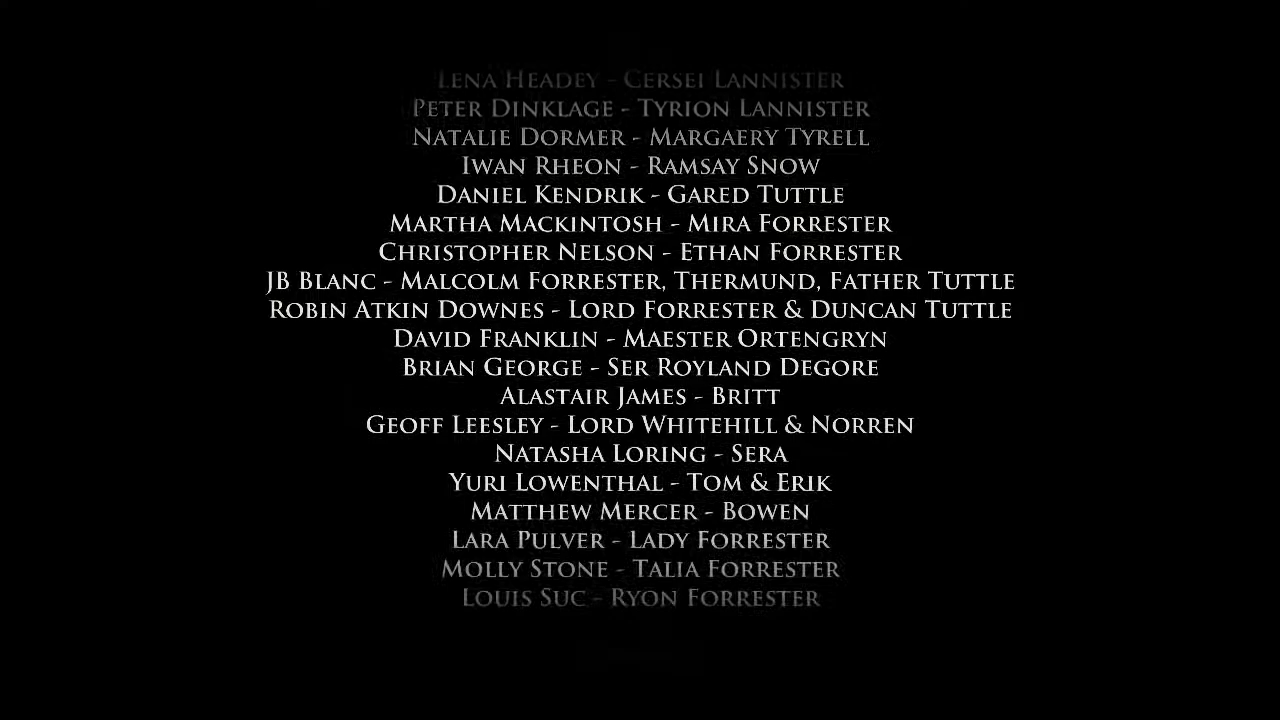 Lena Headey - Cersei Lannister
Peter Dinklage - Tyrion Lannister
Natalie Dormer - Margaery Tyrell
Iwan Rheon - Ramsay Snow
Daniel Kendrik - Gared Tuttle
Martha Mackintosh - Mira Forrester
Christopher Nelson - Ethan Forrester
JB Blanc - Malcolm Forrester, Thermund, Father Tuttle
Robin Atkin Downes - Lord Forrester & Duncan Tuttle
David Franklin - Maester Ortengryn
Brian George - Ser Royland Degore
Alastair James - Britt
Geoff Leesley - Lord Whitehill & Norren
Natasha Loring - Sera
Yuri Lowenthal - Tom & Erik
Matthew Mercer - Bowen
Lara Pulver - Lady Forrester
Molly Stone - Talia Forrester
Louis Suc - Ryon Forrester